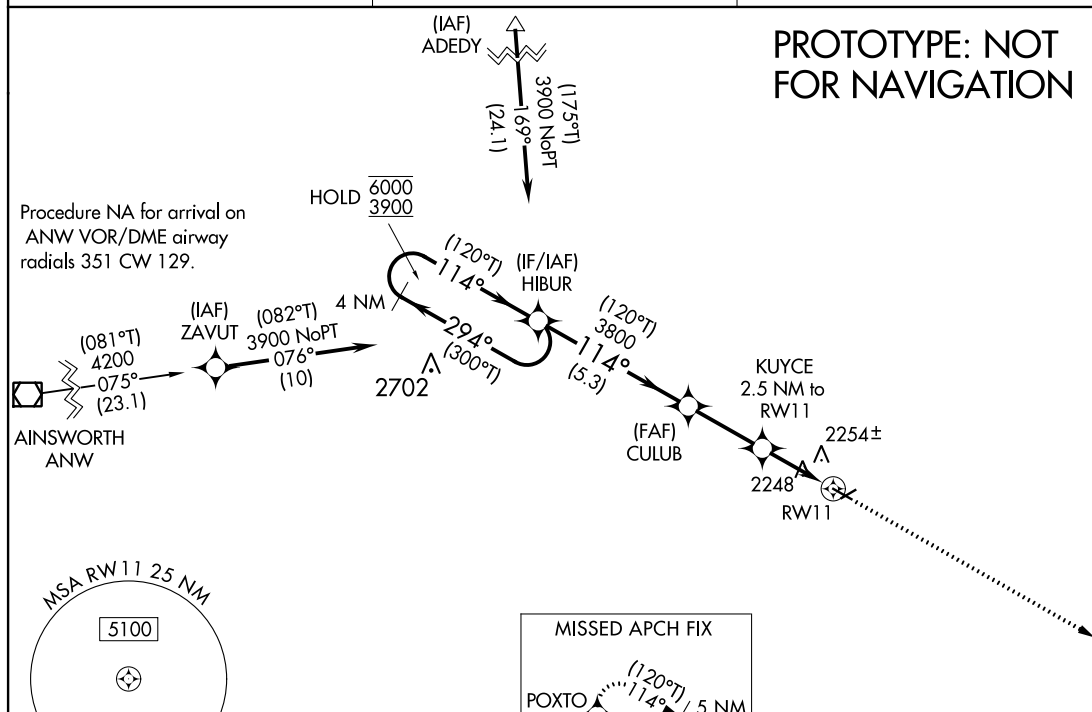 (IAF)
ADEDY
PROTOTYPE: NOT
FOR NAVIGATION
(175°T)
3900 NoPT
169°
(24.1)
HOLD 6000
3900
Procedure NA for arrival on
ANW VOR/DME airway
radials 351 CW 129.
(120°T)
114°
(IF/IAF)
HIBUR
4 NM
294°
(300°T)
(IAF)
ZAVUT
(082°T)
3900 NoPT
076°
(10)
(081°T)
4200
075°
(23.1)
2702
AINSWORTH
ANW
(120°T)
3800
114°
(5.3)
KUYCE
2.5 NM to
RW11
(FAF)
CULUB
2254±
2248
RW11
MSA RW11 25 NM
5100
MISSED APCH FIX
(120°T)
114°
5 NM
POXTO